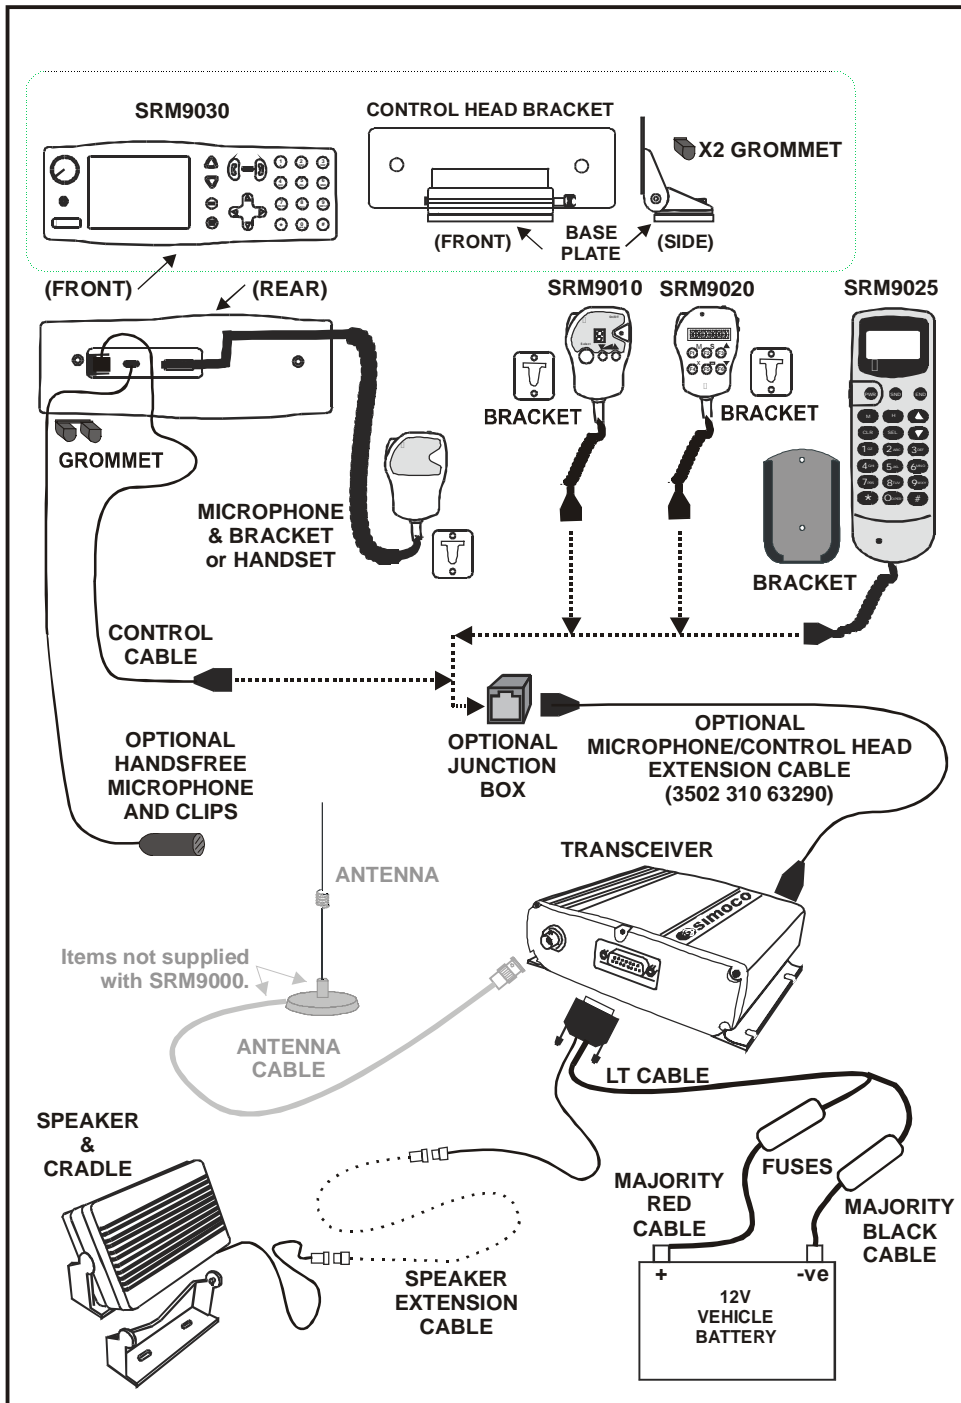 SRM9030
CONTROL HEAD BRACKET
X2 GROMMET
(FRONT)
BASE
PLATE
(SIDE)
(FRONT)
(REAR)
SRM9010
SRM9020
SRM9025
BRACKET
BRACKET
GROMMET
MICROPHONE
& BRACKET
or HANDSET
BRACKET
CONTROL
CABLE
OPTIONAL
HANDSFREE
MICROPHONE
AND CLIPS
OPTIONAL
JUNCTION
BOX
OPTIONAL
MICROPHONE/CONTROL HEAD
EXTENSION CABLE
(3502 310 63290)
TRANSCEIVER
simoco
ANTENNA
Items not supplied
with SRM9000.
ANTENNA
CABLE
LT CABLE
SPEAKER
&
CRADLE
FUSES
MAJORITY
RED
CABLE
MAJORITY
BLACK
CABLE
SPEAKER
EXTENSION
CABLE
+
-ve
12V
VEHICLE
BATTERY